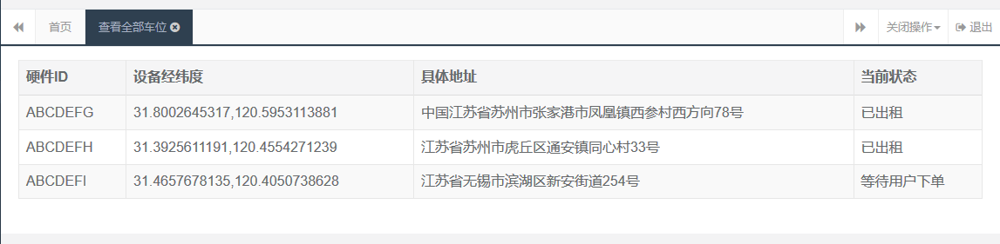 首页 查看全部车位 关闭操作 退出
硬件ID 设备经纬度 具体地址 当前状态
ABCDEFG 31.8002645317,120.5953113881 中国江苏省苏州市张家港市凤凰镇西参村西方向78号 已出租
ABCDEFH 31.3925611191,120.4554271239 江苏省苏州市虎丘区通安镇同心村33号 已出租
ABCDEFI 31.4657678135,120.4050738628 江苏省无锡市滨湖区新安街道254号 等待用户下单